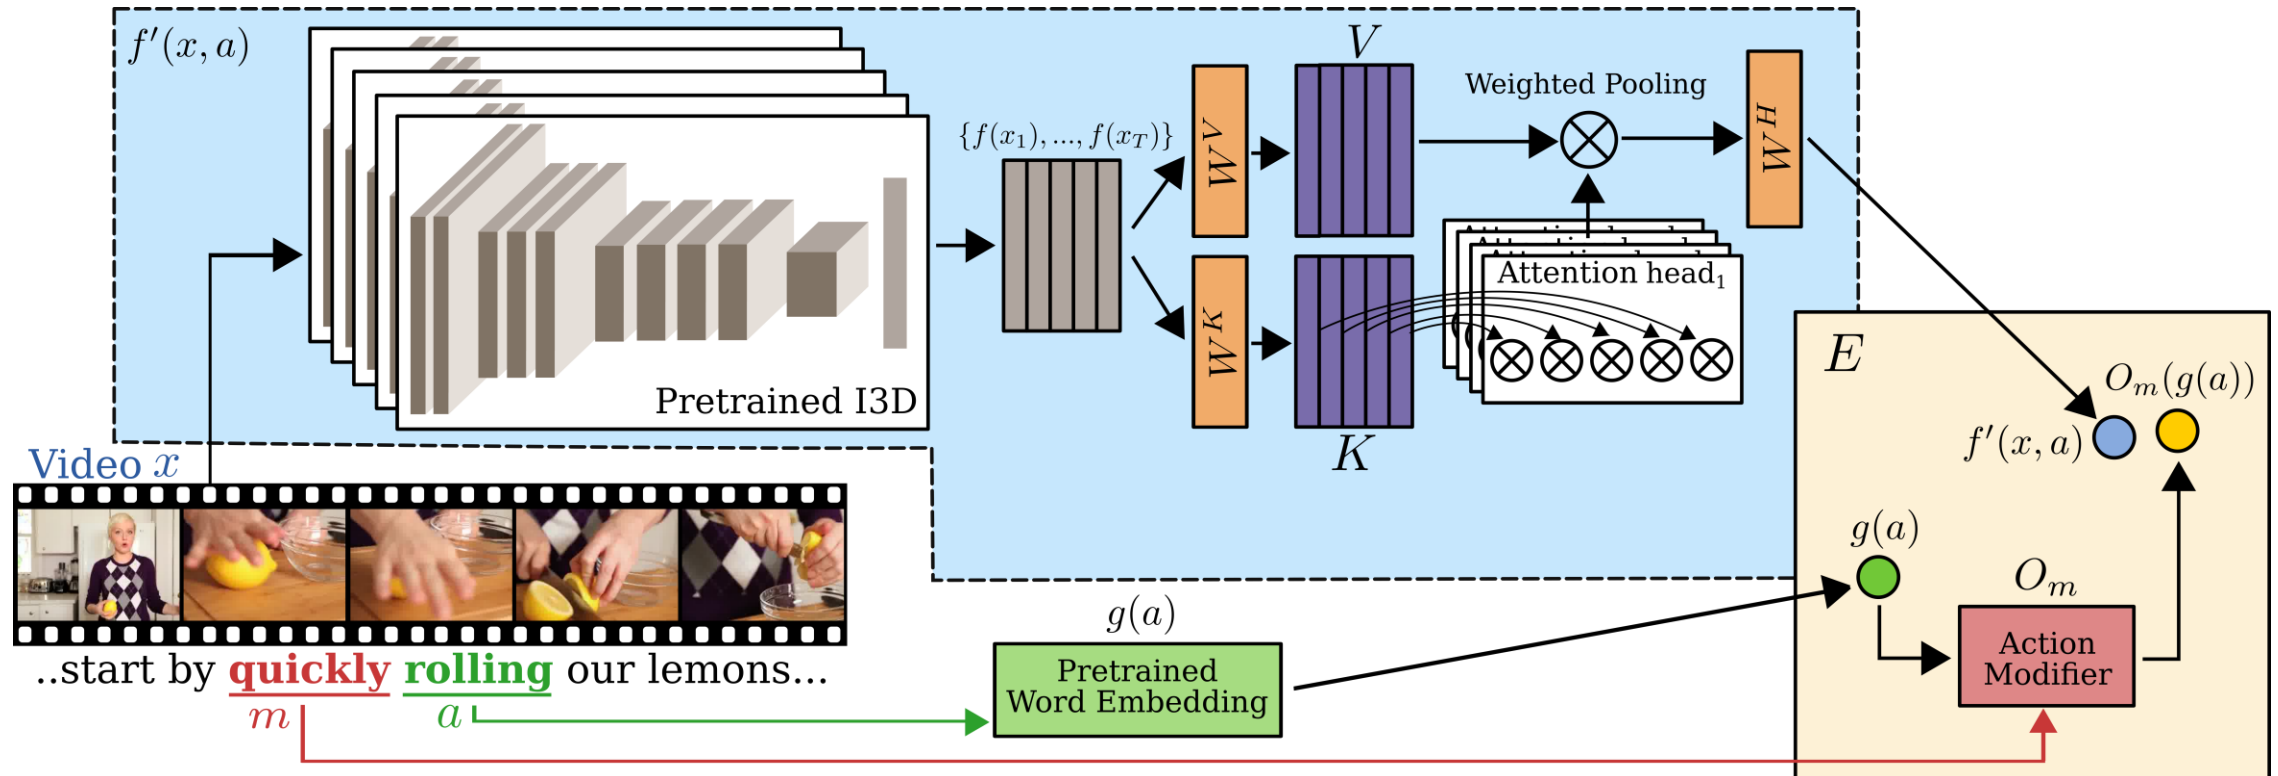 f′(x, a)
Pretrained I3D
{f(x₁), ..., f(x_T)}
W^V
W^K
V
K
Weighted Pooling
Attention head₁
W^H
E
O_m(g(a))
f′(x, a)
g(a)
O_m
Action
Modifier
Video x
..start by quickly rolling our lemons...
m
a
g(a)
Pretrained
Word Embedding